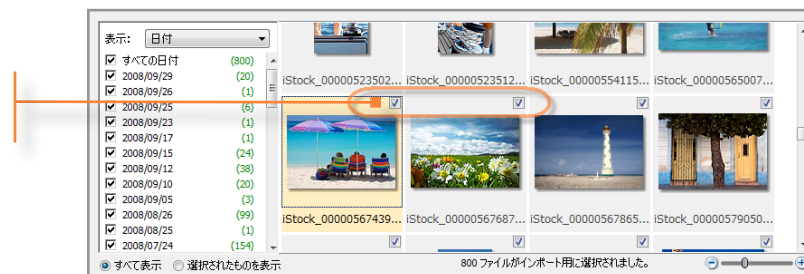 表示: 日付
すべての日付 (800)
2008/09/29 (20)
2008/09/26 (1)
2008/09/25 (6)
2008/09/23 (1)
2008/09/17 (1)
2008/09/15 (24)
2008/09/12 (38)
2008/09/10 (20)
2008/09/05 (3)
2008/08/26 (99)
2008/08/25 (1)
2008/07/24 (154)
iStock_00000523502... iStock_00000523512... iStock_00000554115... iStock_00000565007...
iStock_00000567439... iStock_00000567687... iStock_00000567865... iStock_00000579050...
すべて表示 選択されたものを表示 800 ファイルがインポート用に選択されました。